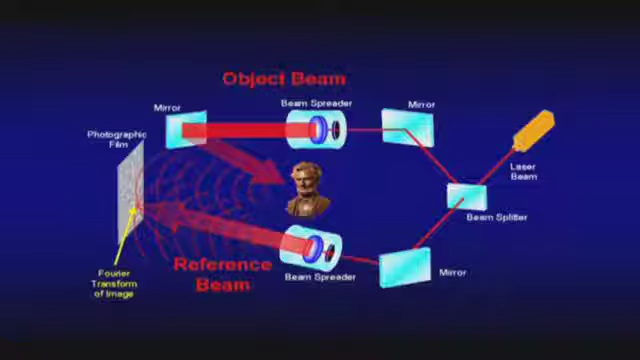 Object Beam
Mirror
Beam Spreader
Mirror
Photographic
Film
Laser
Beam
Beam Splitter
Reference
Beam
Beam Spreader
Mirror
Fourier
Transform
of Image